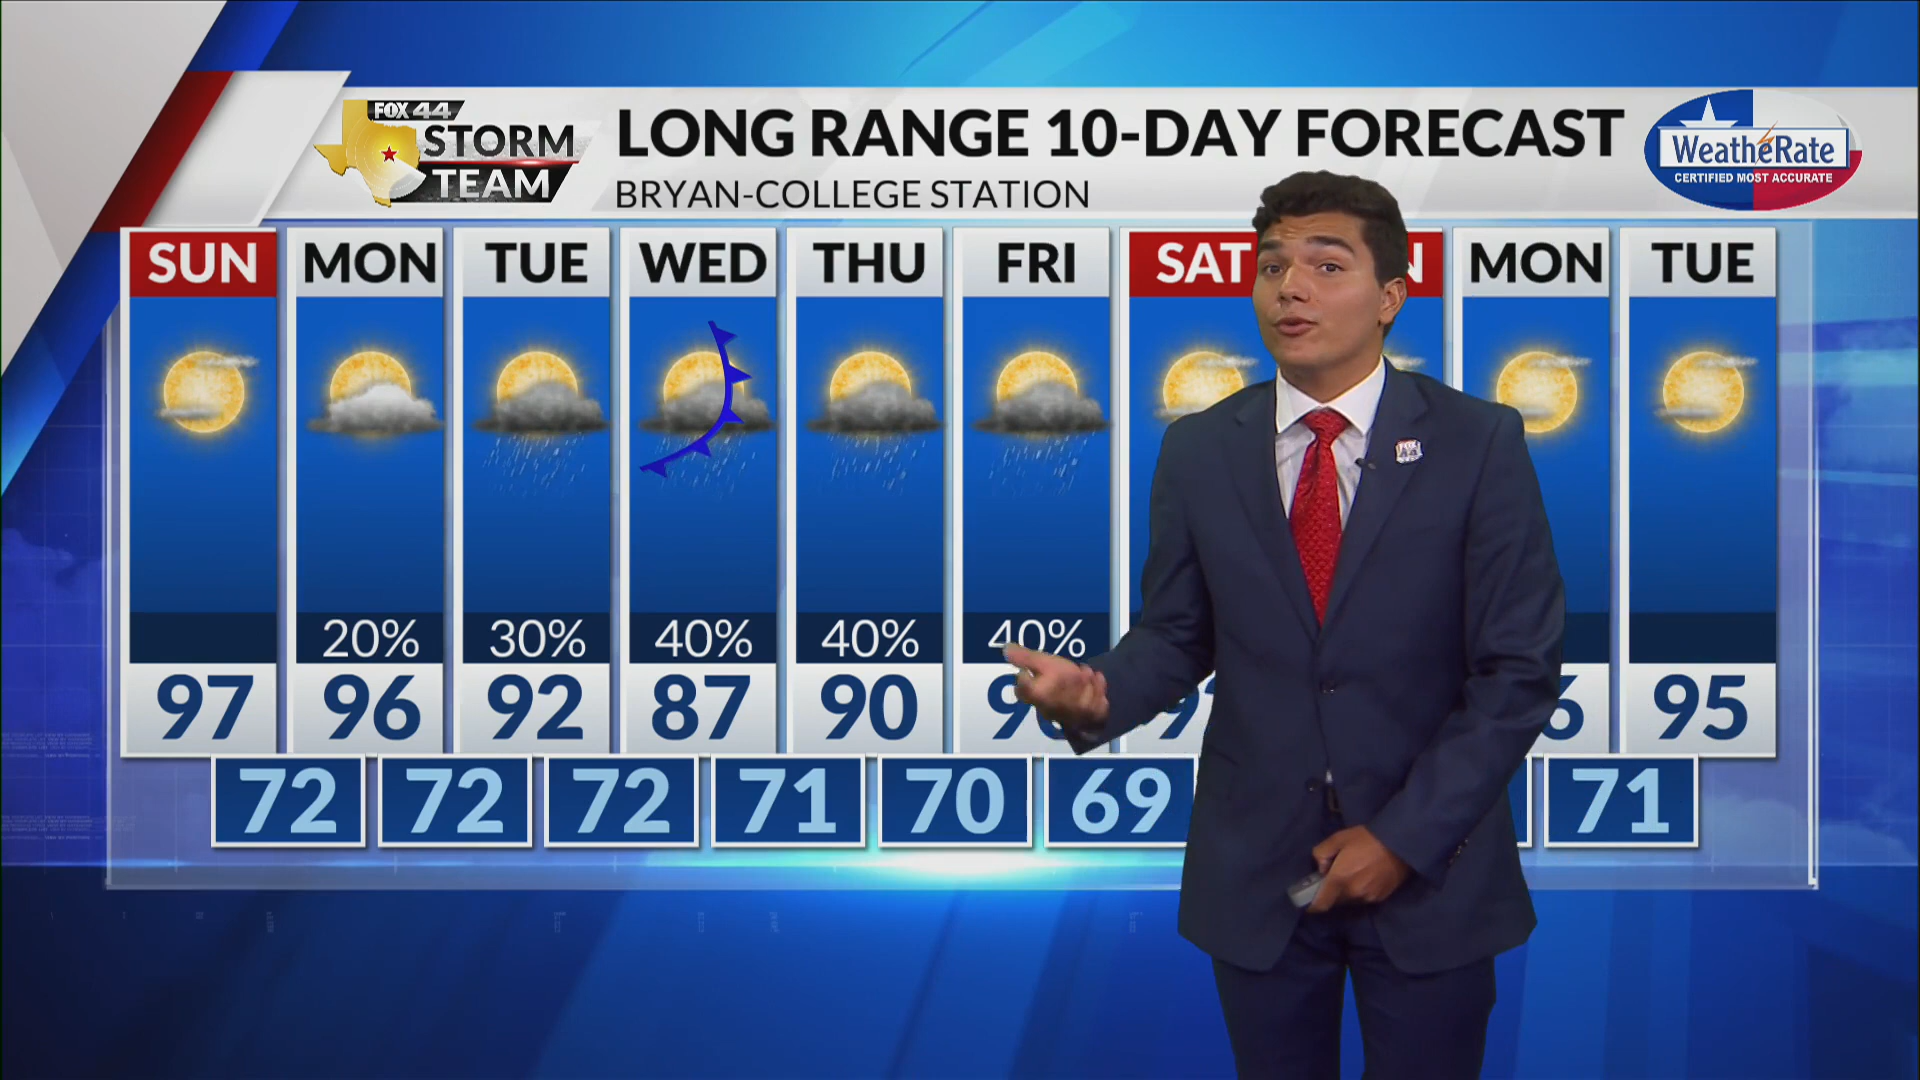 FOX 44
STORM
TEAM
LONG RANGE 10-DAY FORECAST
BRYAN-COLLEGE STATION
WeatheRate
CERTIFIED MOST ACCURATE
SUN MON TUE WED THU FRI SAT MON TUE
20% 30% 40% 40% 40%
97 96 92 87 90 95
72 72 72 71 70 69 71